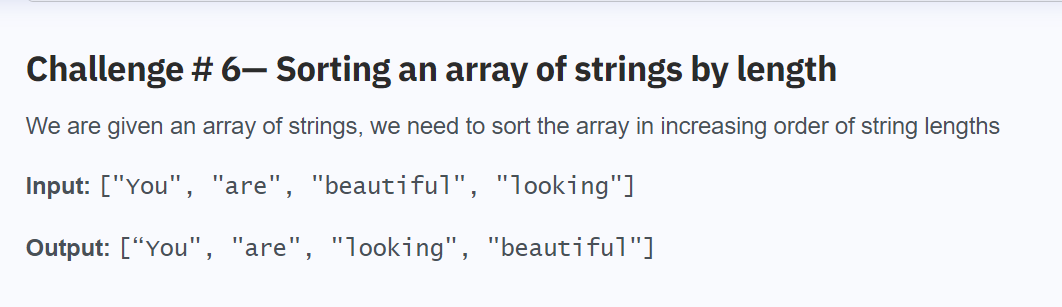 Challenge # 6— Sorting an array of strings by length
We are given an array of strings, we need to sort the array in increasing order of string lengths
Input: ["You", "are", "beautiful", "looking"]
Output: [“You", "are", "looking", "beautiful"]